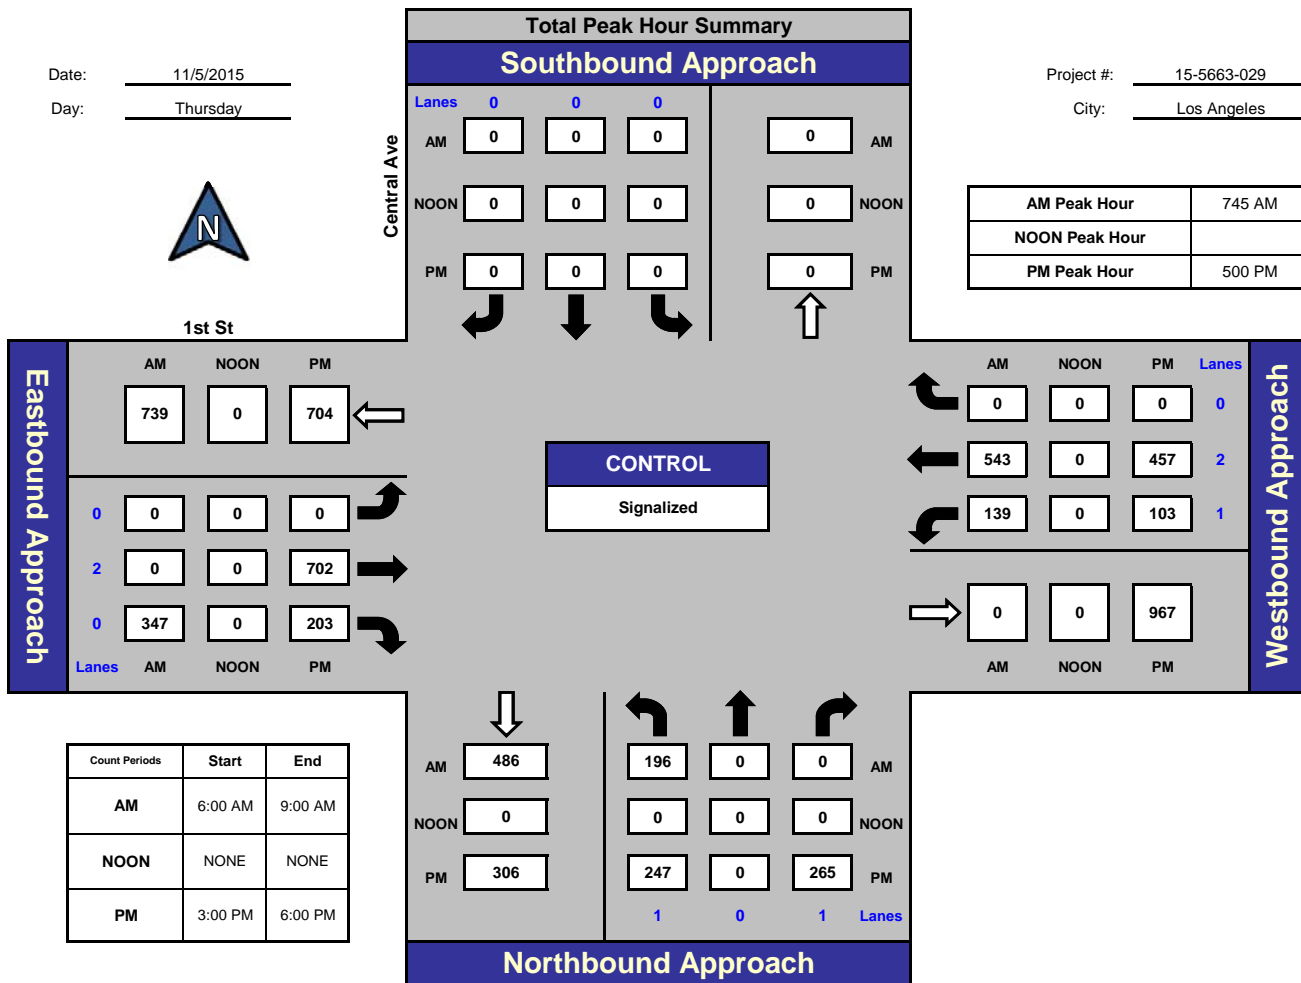 Total Peak Hour Summary
Southbound Approach
Date: 11/5/2015
Day: Thursday
Project #: 15-5663-029
City: Los Angeles
N
Central Ave
Lanes 0 0 0
AM 0 0 0 0 AM
NOON 0 0 0 0 NOON
PM 0 0 0 0 PM
AM Peak Hour 745 AM
NOON Peak Hour
PM Peak Hour 500 PM
1st St
Eastbound Approach
AM NOON PM
739 0 704
0 0 0 0
2 0 0 702
0 347 0 203
Lanes AM NOON PM
CONTROL
Signalized
AM NOON PM Lanes
0 0 0 0
543 0 457 2
139 0 103 1
0 0 967
AM NOON PM
Westbound Approach
Count Periods Start End
AM 6:00 AM 9:00 AM
NOON NONE NONE
PM 3:00 PM 6:00 PM
AM 486 196 0 0 AM
NOON 0 0 0 0 NOON
PM 306 247 0 265 PM
1 0 1 Lanes
Northbound Approach